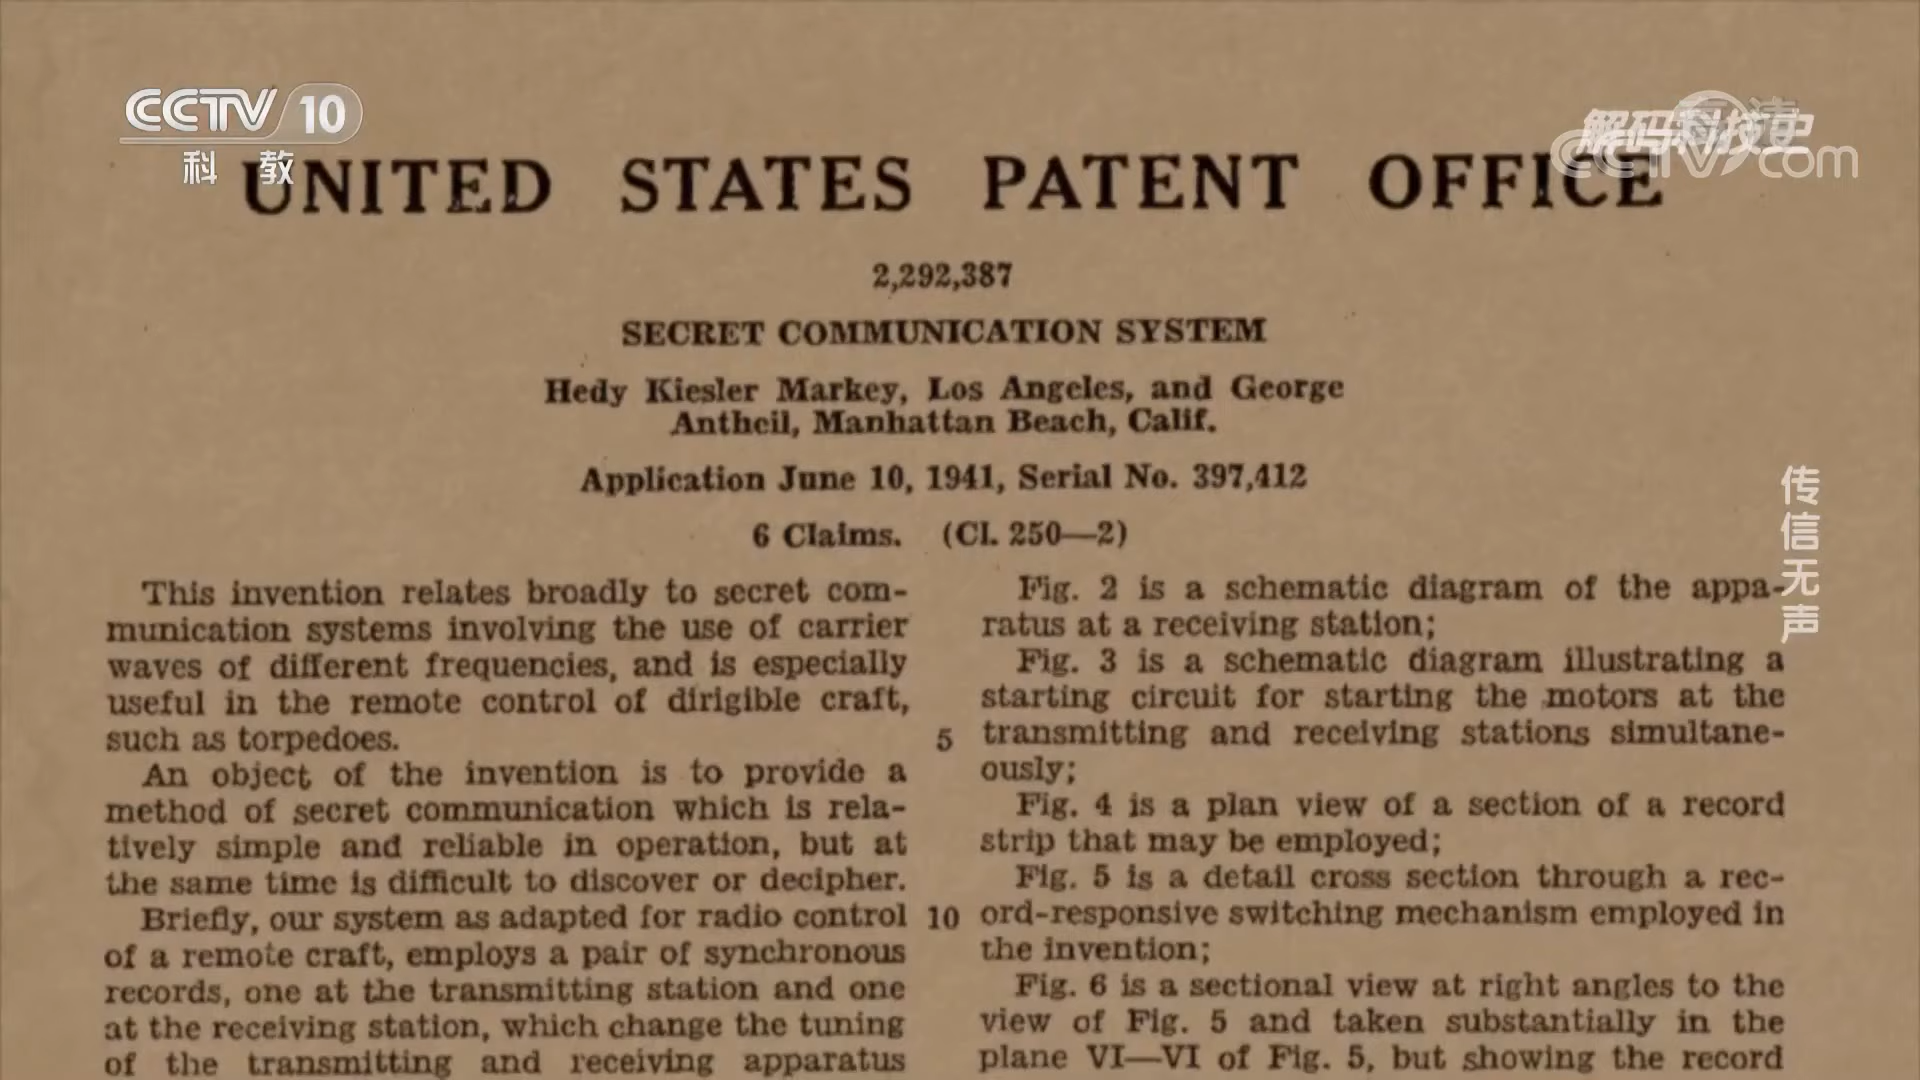 CCTV 10
科 教
解码科技史
CCTV.com
UNITED STATES PATENT OFFICE
2,292,387
SECRET COMMUNICATION SYSTEM
Hedy Kiesler Markey, Los Angeles, and George
Antheil, Manhattan Beach, Calif.
Application June 10, 1941, Serial No. 397,412
6 Claims. (Cl. 250—2)
传信无声
This invention relates broadly to secret com-
munication systems involving the use of carrier
waves of different frequencies, and is especially
useful in the remote control of dirigible craft,
such as torpedoes.
5
An object of the invention is to provide a
method of secret communication which is rela-
tively simple and reliable in operation, but at
the same time is difficult to discover or decipher.
Briefly, our system as adapted for radio control
10
of a remote craft, employs a pair of synchronous
records, one at the transmitting station and one
at the receiving station, which change the tuning
of the transmitting and receiving apparatus
Fig. 2 is a schematic diagram of the appa-
ratus at a receiving station;
Fig. 3 is a schematic diagram illustrating a
starting circuit for starting the motors at the
transmitting and receiving stations simultane-
ously;
Fig. 4 is a plan view of a section of a record
strip that may be employed;
Fig. 5 is a detail cross section through a rec-
ord-responsive switching mechanism employed in
the invention;
Fig. 6 is a sectional view at right angles to the
view of Fig. 5 and taken substantially in the
plane VI—VI of Fig. 5, but showing the record